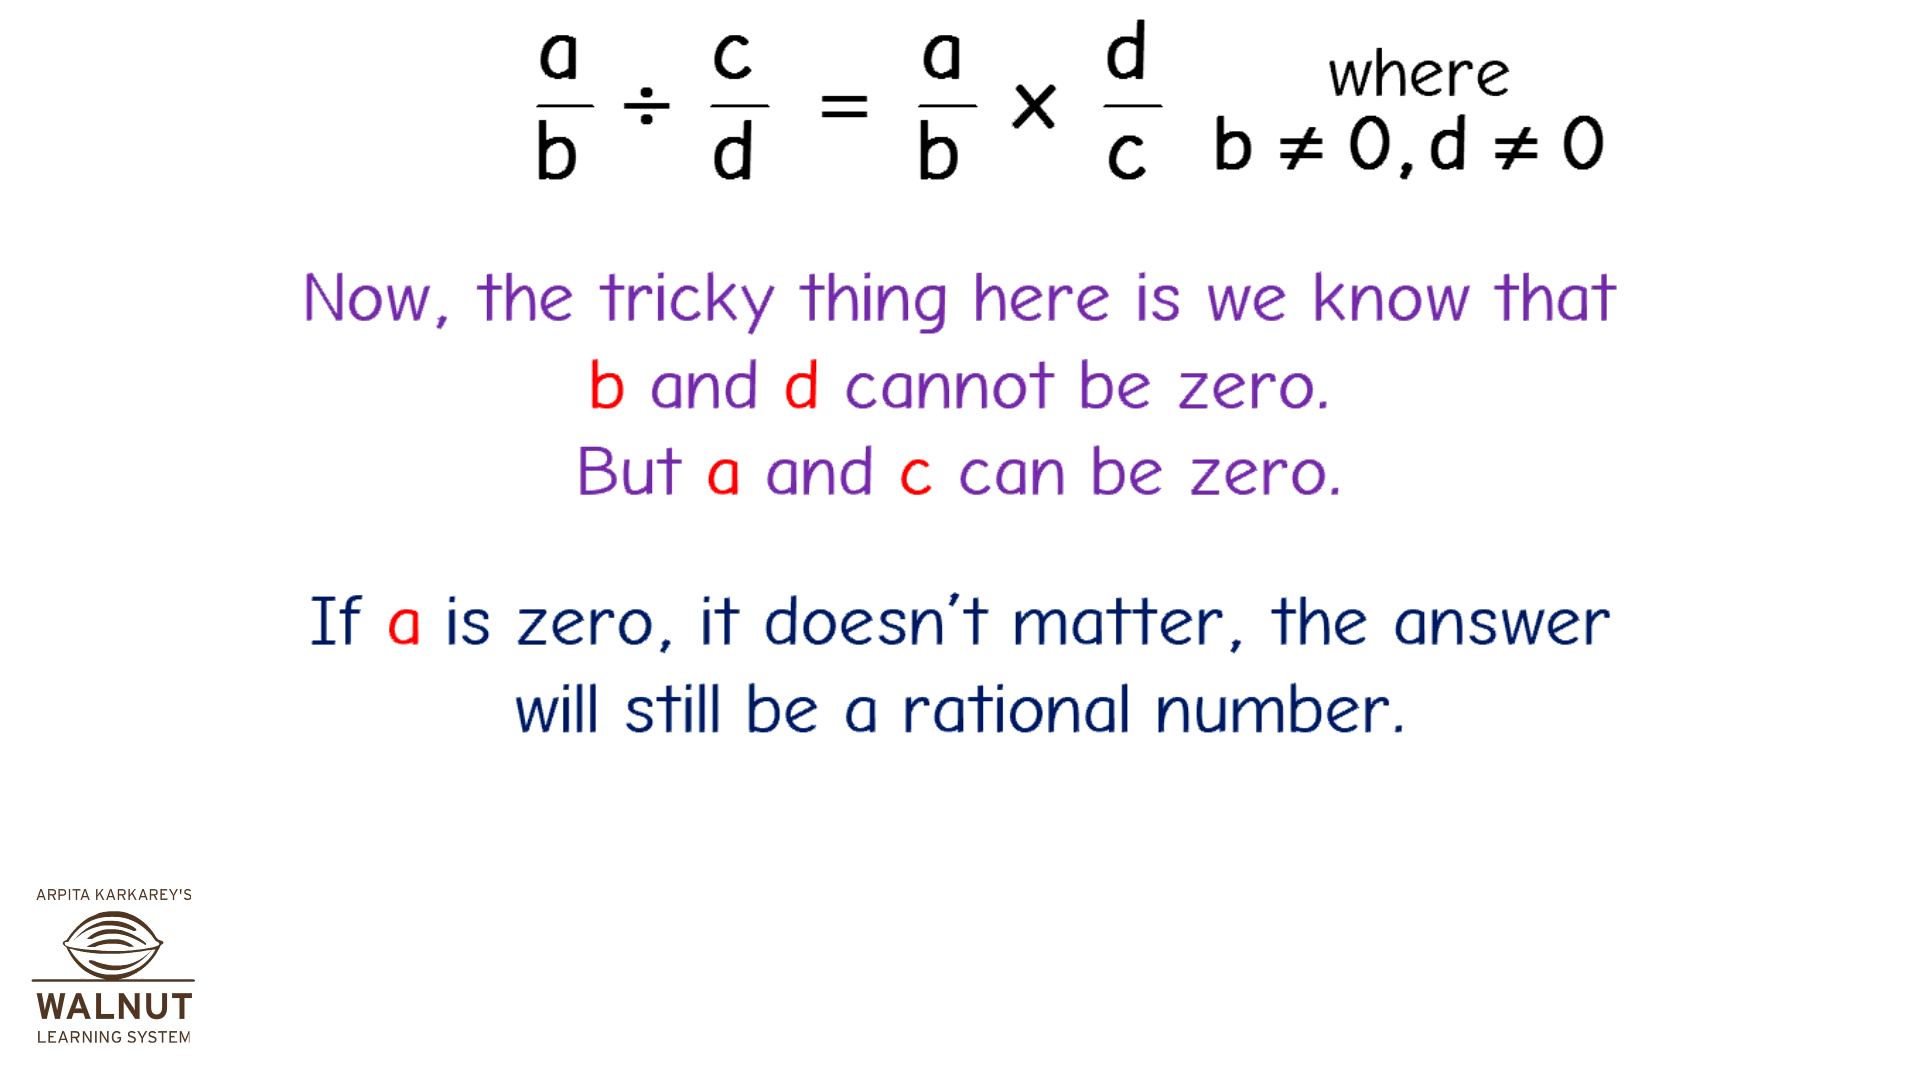 a/b ÷ c/d = a/b × d/c where
b ≠ 0, d ≠ 0
Now, the tricky thing here is we know that
b and d cannot be zero.
But a and c can be zero.
If a is zero, it doesn't matter, the answer
will still be a rational number.
ARPITA KARKAREY'S
WALNUT
LEARNING SYSTEM